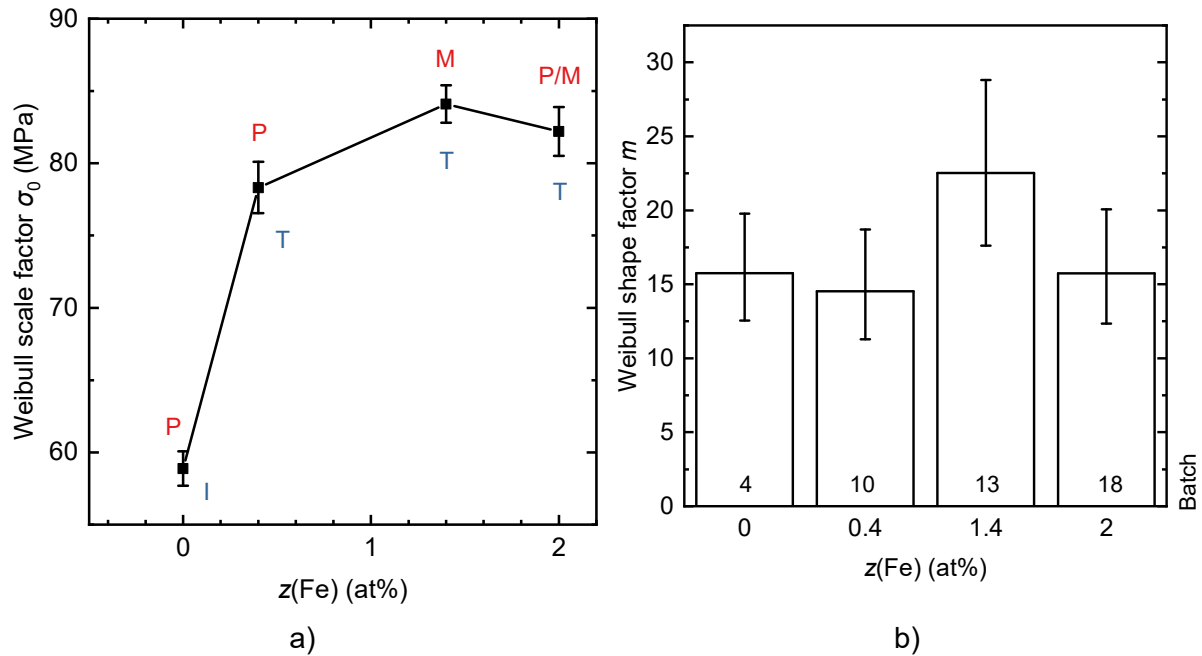 90
80
70
60
Weibull scale factor σ0 (MPa)
P
I
P
T
M
T
P/M
T
0 1 2
z(Fe) (at%)
a)
30
25
20
15
10
5
0
Weibull shape factor m
4 10 13 18
Batch
0 0.4 1.4 2
z(Fe) (at%)
b)